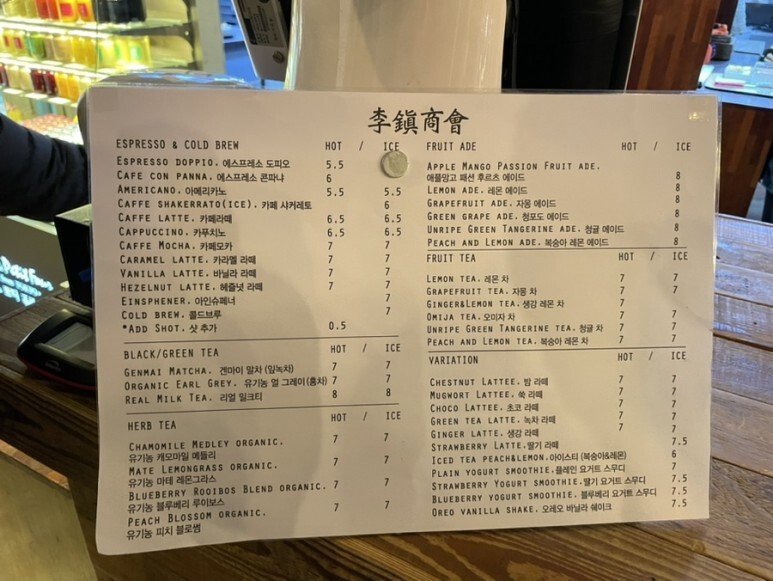 李鎭商會
ESPRESSO & COLD BREW HOT / ICE
ESPRESSO DOPPIO. 에스프레소 도피오 5.5
CAFE CON PANNA. 에스프레소 콘파냐 6
AMERICANO. 아메리카노 5.5 5.5
CAFFE SHAKERRATO(ICE). 카페 샤커레토 6
CAFFE LATTE. 카페라떼 6.5 6.5
CAPPUCCINO. 카푸치노 6.5 6.5
CAFFE MOCHA. 카페모카 7 7
CARAMEL LATTE. 카라멜 라떼 7 7
VANILLA LATTE. 바닐라 라떼 7 7
HEZELNUT LATTE. 헤즐넛 라떼 7 7
EINSPHENER. 아인슈페너 7
COLD BREW. 콜드브루 7
*ADD SHOT. 샷 추가 0.5
BLACK/GREEN TEA HOT / ICE
GENMAI MATCHA. 겐마이 말차 (잎녹차) 7 7
ORGANIC EARL GREY. 유기농 얼 그레이(홍차) 7 7
REAL MILK TEA. 리얼 밀크티 8 8
HERB TEA HOT / ICE
CHAMOMILE MEDLEY ORGANIC. 7 7
유기농 캐모마일 메들리
MATE LEMONGRASS ORGANIC. 7 7
유기농 마테 레몬그라스
BLUEBERRY ROOIBOS BLEND ORGANIC. 7 7
유기농 블루베리 루이보스
PEACH BLOSSOM ORGANIC. 7 7
유기농 피치 블로썸
FRUIT ADE HOT / ICE
APPLE MANGO PASSION FRUIT ADE.
애플망고 패션 후르츠 에이드 8
LEMON ADE. 레몬 에이드 8
GRAPEFRUIT ADE. 자몽 에이드 8
GREEN GRAPE ADE. 청포도 에이드 8
UNRIPE GREEN TANGERINE ADE. 청귤 에이드 8
PEACH AND LEMON ADE. 복숭아 레몬 에이드 8
FRUIT TEA HOT / ICE
LEMON TEA. 레몬 차 7 7
GRAPEFRUIT TEA. 자몽 차 7 7
GINGER&LEMON TEA. 생강 레몬 차 7
OMIJA TEA. 오미자 차 7 7
UNRIPE GREEN TANGERINE TEA. 청귤 차 7 7
PEACH AND LEMON TEA. 복숭아 레몬 차 7 7
VARIATION HOT / ICE
CHESTNUT LATTEE. 밤 라떼 7 7
MUGWORT LATTEE. 쑥 라떼 7 7
CHOCO LATTEE. 초코 라떼 7 7
GREEN TEA LATTE. 녹차 라떼 7 7
GINGER LATTE. 생강 라떼 7
STRAWBERRY LATTE. 딸기 라떼 7.5
ICED TEA PEACH&LEMON. 아이스티 (복숭아&레몬) 6
PLAIN YOGURT SMOOTHIE. 플레인 요거트 스무디 7
STRAWBERRY YOGURT SMOOTHIE. 딸기 요거트 스무디 7.5
BLUEBERRY YOGURT SMOOTHIE. 블루베리 요거트 스무디 7.5
OREO VANILLA SHAKE. 오레오 바닐라 쉐이크 7.5